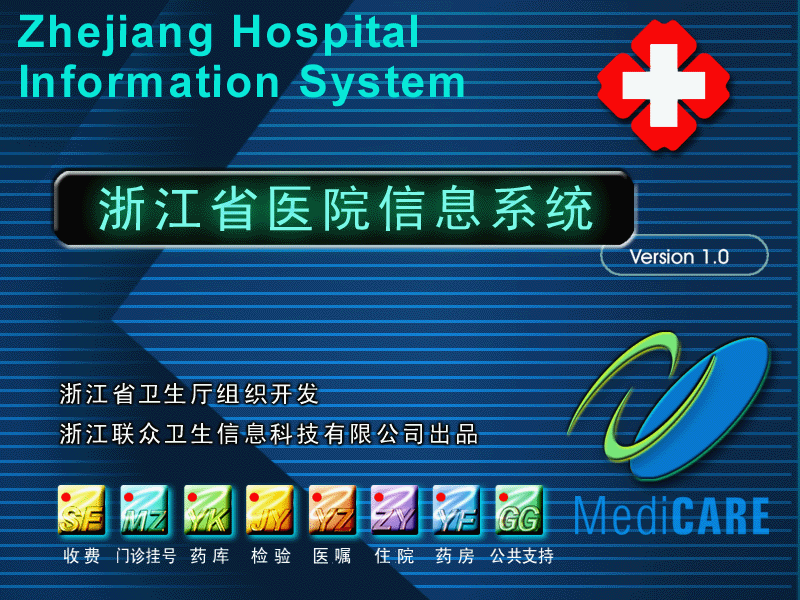 Zhejiang Hospital
Information System
浙江省医院信息系统
Version 1.0
浙江省卫生厅组织开发
浙江联众卫生信息科技有限公司出品
MediCARE
SF MZ YK JY YZ ZY YF GG
收费 门诊挂号 药库 检验 医嘱 住院 药房 公共支持